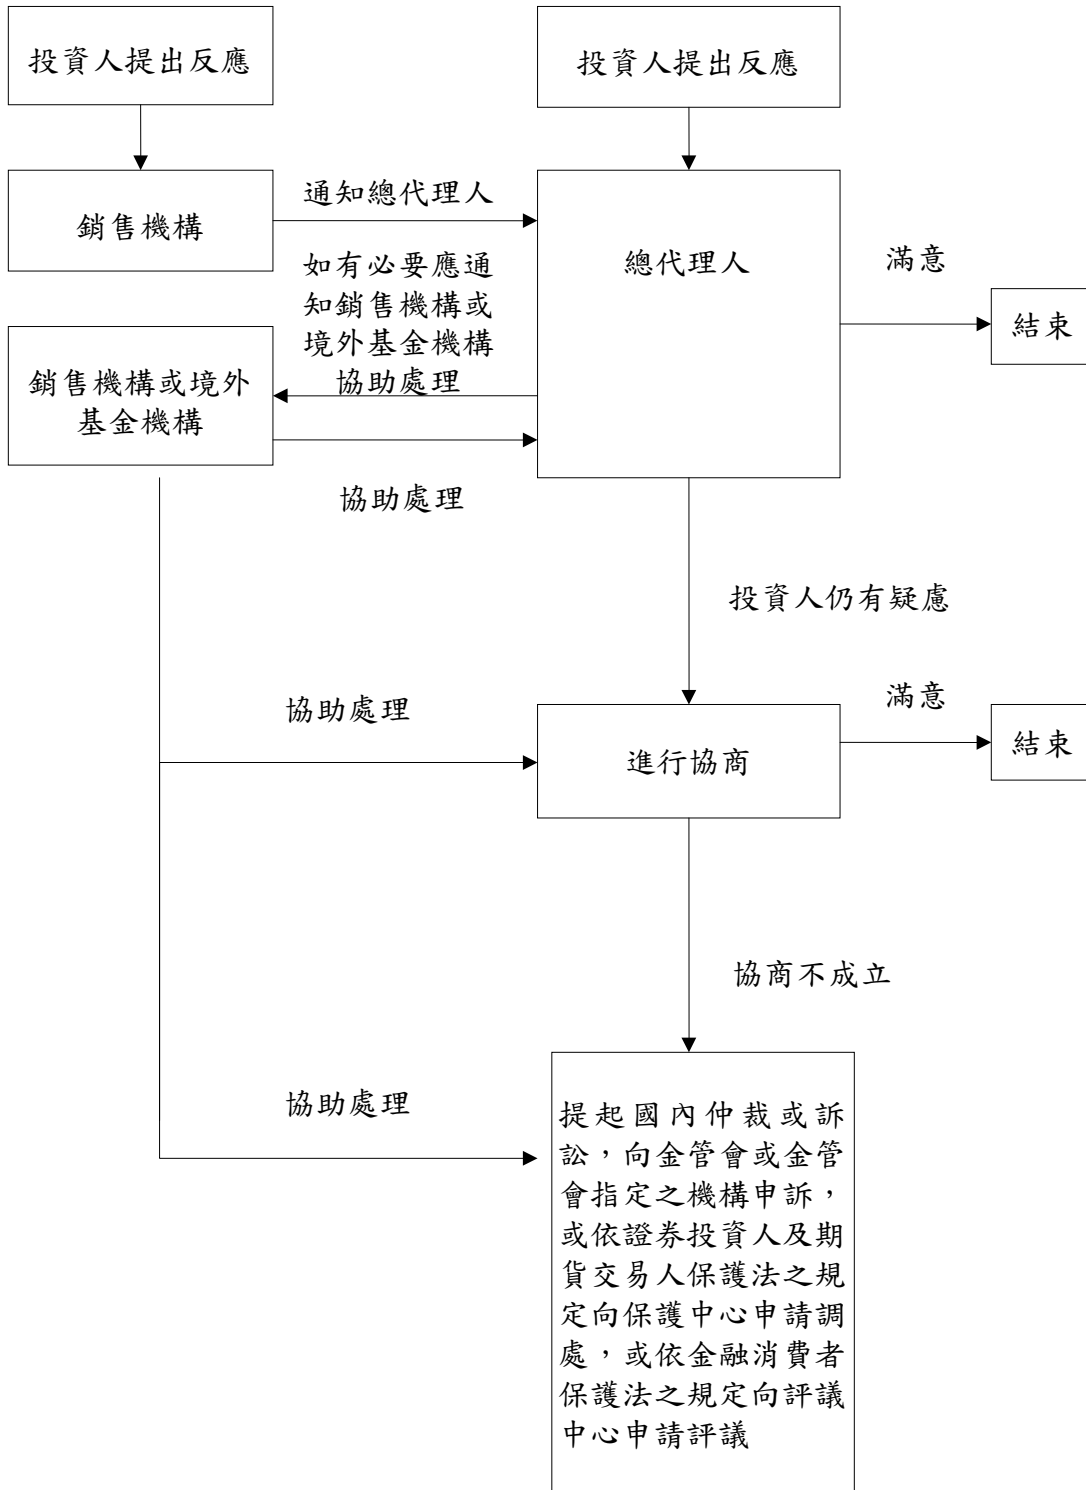 投資人提出反應
投資人提出反應
銷售機構
通知總代理人
總代理人
滿意
結束
如有必要應通
知銷售機構或
境外基金機構
協助處理
銷售機構或境外
基金機構
協助處理
投資人仍有疑慮
協助處理
進行協商
滿意
結束
協商不成立
協助處理
提起國內仲裁或訴
訟，向金管會或金管
會指定之機構申訴，
或依證券投資人及期
貨交易人保護法之規
定向保護中心申請調
處，或依金融消費者
保護法之規定向評議
中心申請評議